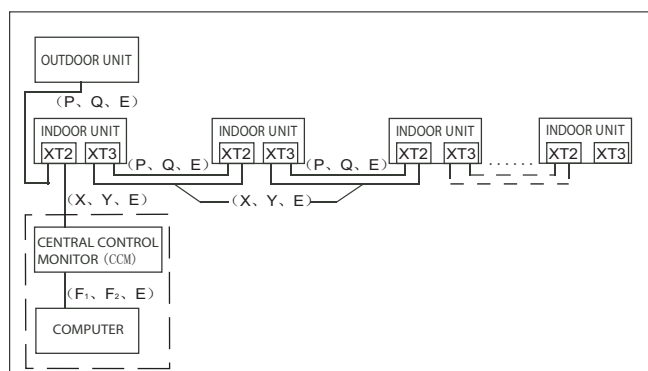 OUTDOOR UNIT
(P、Q、E)
INDOOR UNIT
XT2 XT3
(P、Q、E)
INDOOR UNIT
XT2 XT3
(P、Q、E)
INDOOR UNIT
XT2 XT3
......
INDOOR UNIT
XT2 XT3
(X、Y、E)
(X、Y、E)
CENTRAL CONTROL
MONITOR (CCM)
(F₁、F₂、E)
COMPUTER